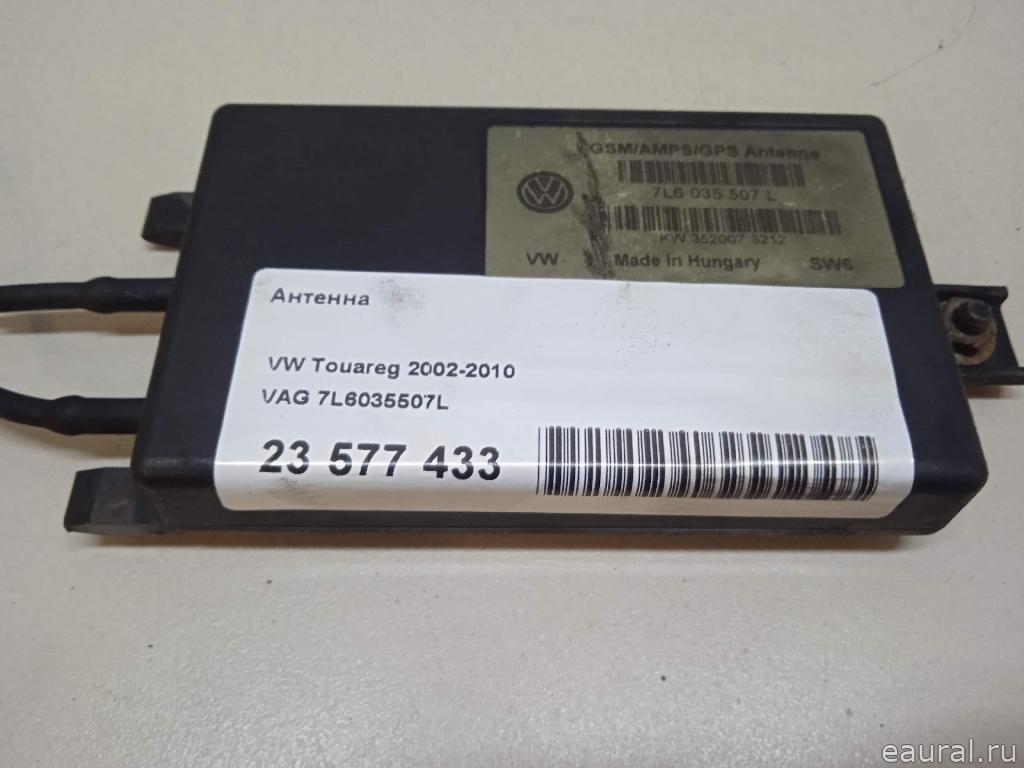 GSM/AMPS/GPS Antenna
7L6 035 507 L
KW 352007 3212
VW Made in Hungary SW6
Антенна
VW Touareg 2002-2010
VAG 7L6035507L
23 577 433
eaural.ru